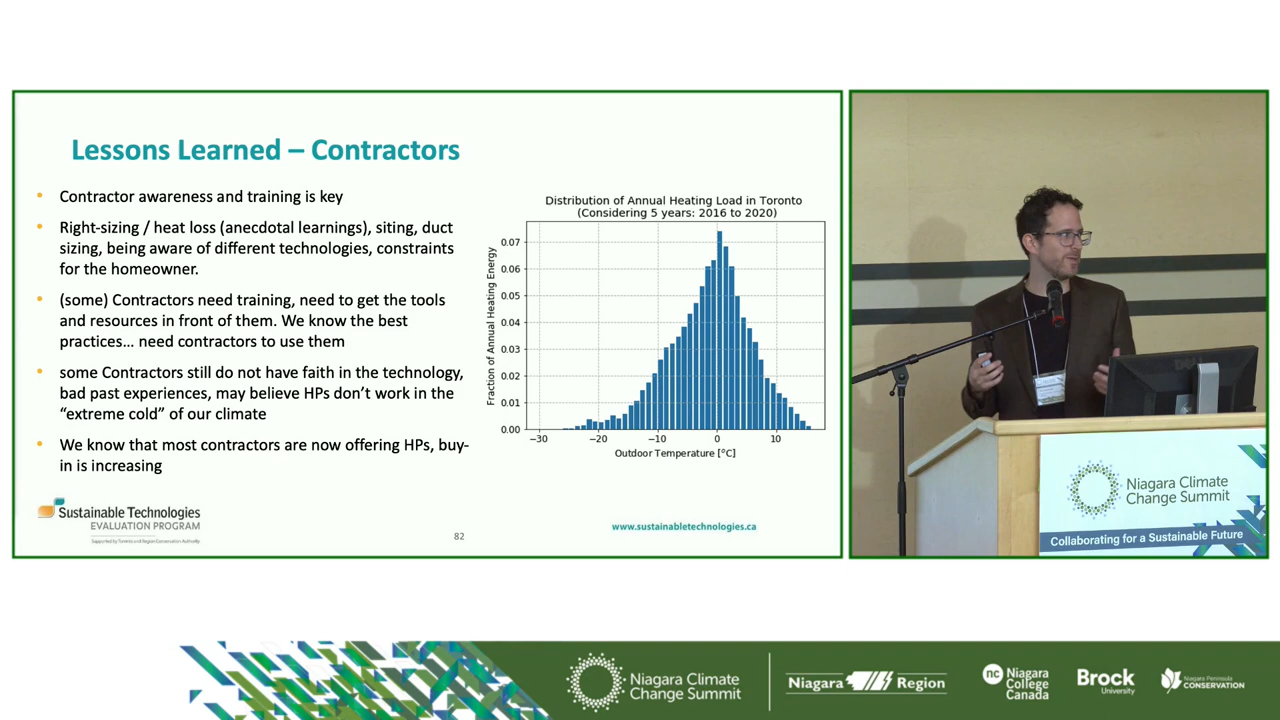 Lessons Learned – Contractors
• Contractor awareness and training is key
• Right-sizing / heat loss (anecdotal learnings), siting, duct
sizing, being aware of different technologies, constraints
for the homeowner.
• (some) Contractors need training, need to get the tools
and resources in front of them. We know the best
practices... need contractors to use them
• some Contractors still do not have faith in the technology,
bad past experiences, may believe HPs don't work in the
"extreme cold" of our climate
• We know that most contractors are now offering HPs, buy-
in is increasing
Distribution of Annual Heating Load in Toronto
(Considering 5 years: 2016 to 2020)
Fraction of Annual Heating Energy
0.07
0.06
0.05
0.04
0.03
0.02
0.01
0.00
−30 −20 −10 0 10
Outdoor Temperature [°C]
Sustainable Technologies
EVALUATION PROGRAM
Supported by Toronto and Region Conservation Authority
82
www.sustainabletechnologies.ca
Niagara Climate
Change Summit
Collaborating for a Sustainable Future
Niagara Climate
Change Summit
Niagara Region
nc
Niagara
College
Canada
Brock
University
Niagara Peninsula
CONSERVATION